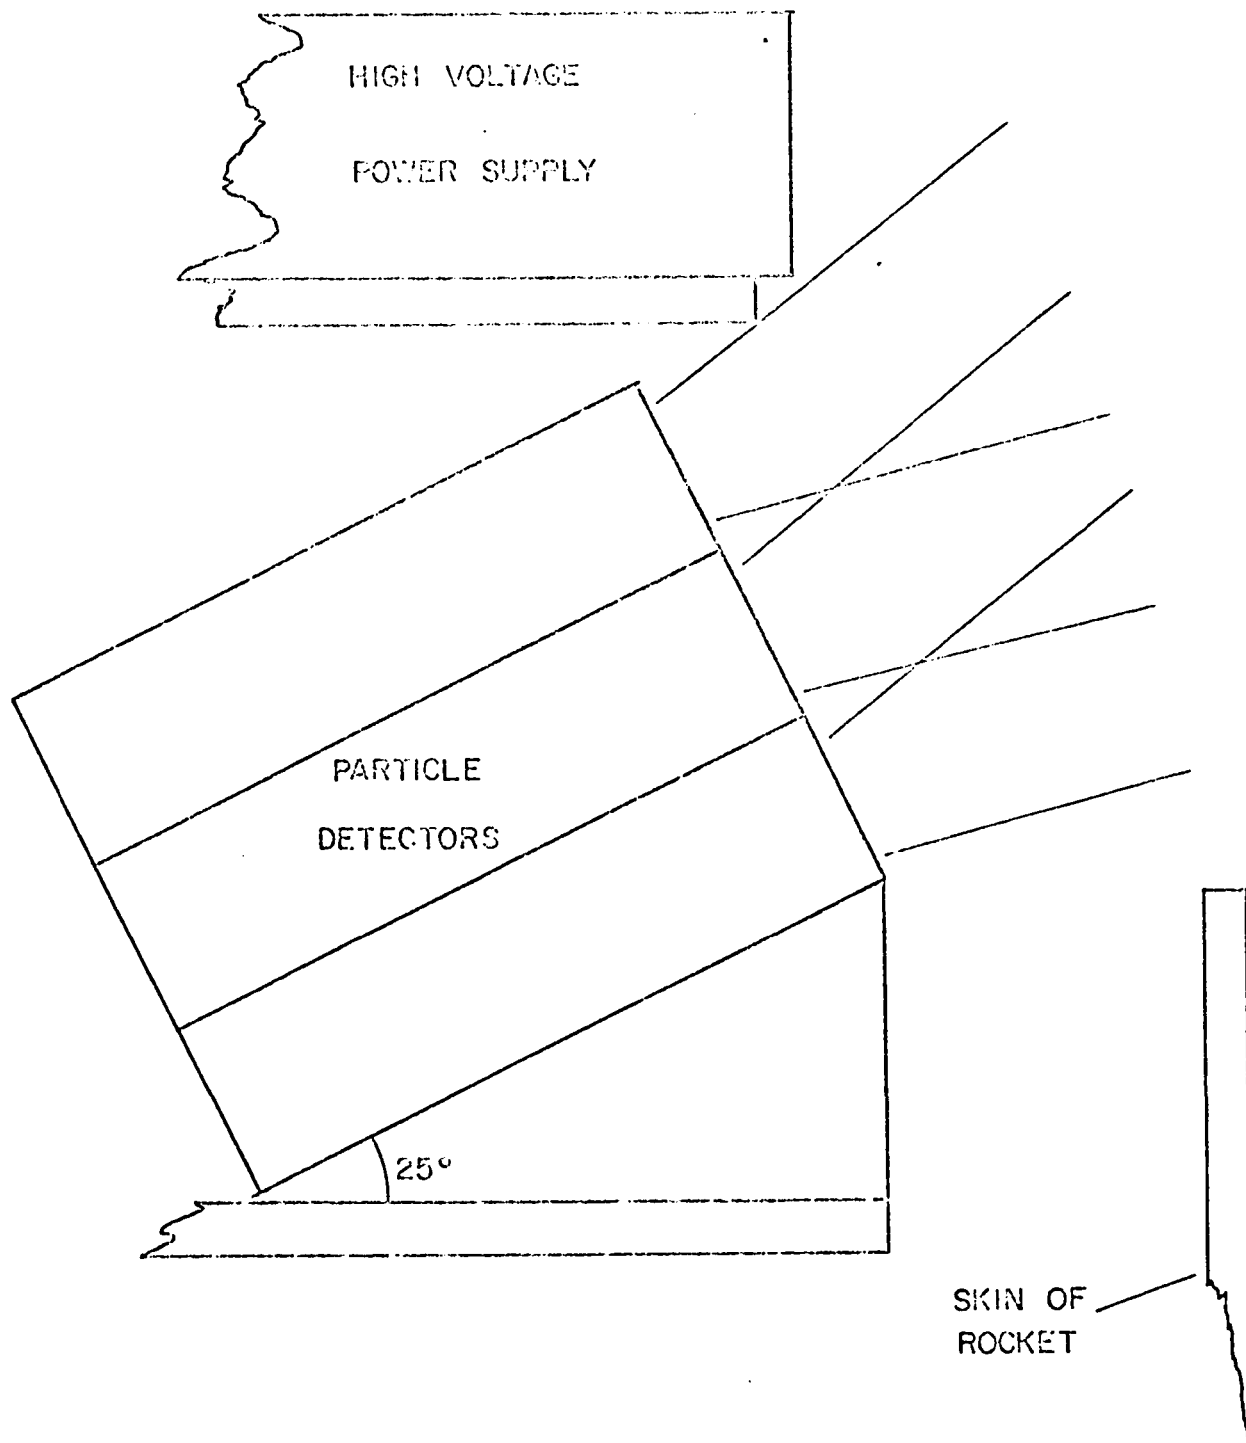 HIGH VOLTAGE
POWER SUPPLY
PARTICLE
DETECTORS
25°
SKIN OF
ROCKET